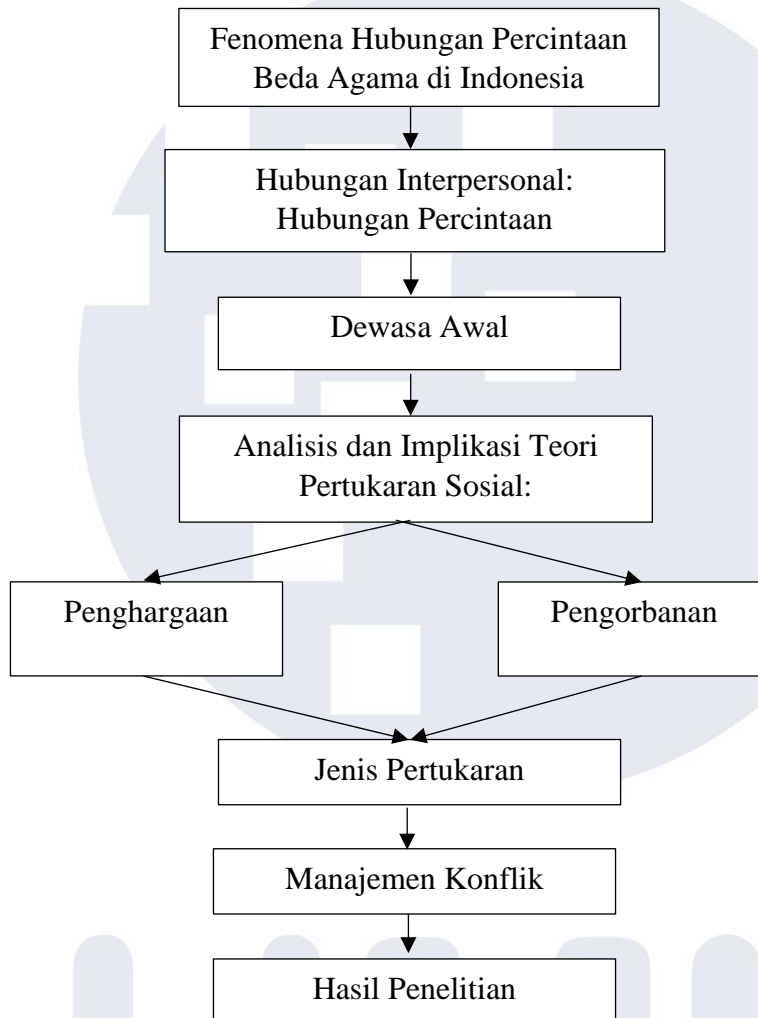 Fenomena Hubungan Percintaan
Beda Agama di Indonesia
Hubungan Interpersonal:
Hubungan Percintaan
Dewasa Awal
Analisis dan Implikasi Teori
Pertukaran Sosial:
Penghargaan
Pengorbanan
Jenis Pertukaran
Manajemen Konflik
Hasil Penelitian